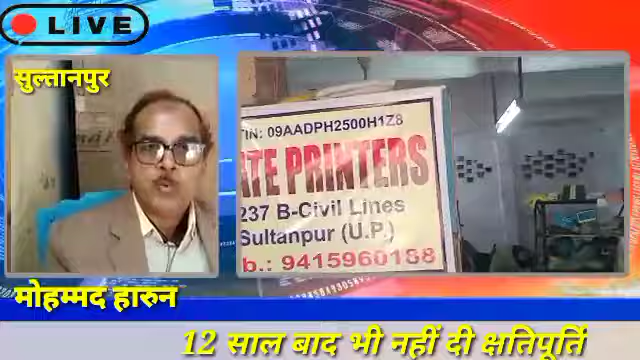 LIVE
सुल्तानपुर
TIN: 09AADPH2500H1Z8
ATE PRINTERS
237 B-Civil Lines
Sultanpur (U.P.)
b.: 9415960188
मोहम्मद हारुन
12 साल बाद भी नहीं दी क्षतिपूर्ति